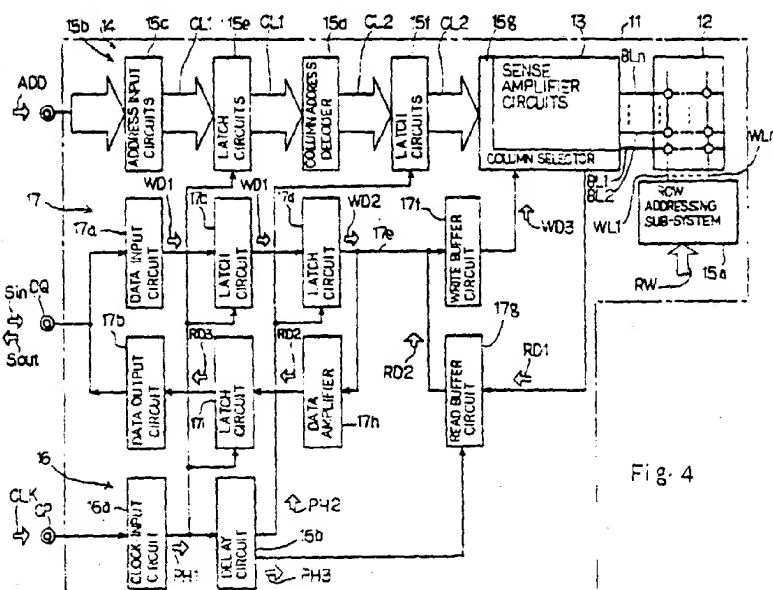 15b 14 15c CL1 15e CL1 15d CL2 15f CL2 15g 13 11 12
ADD
ADDRESS INPUT CIRCUITS
LATCH CIRCUITS
COLUMN ADDRESS DECODER
LATCH CIRCUITS
SENSE AMPLIFIER CIRCUITS
COLUMN SELECTOR
BLn
BL1
BL2
WLn
WL1
ROW ADDRESSING SUB-SYSTEM
15a
RW
17
17a
WD1
17c
WD1
17d
WD2
17e
17f
WD3
DATA INPUT CIRCUIT
LATCH CIRCUIT
LATCH CIRCUIT
WRITE BUFFER CIRCUIT
Sin DQ
Sout
17b
RD3
RD2
RD2
17g
RD1
DATA OUTPUT CIRCUIT
LATCH CIRCUIT
17i
DATA AMPLIFIER
17h
READ BUFFER CIRCUIT
16
CLK
CP
16a
CLOCK INPUT CIRCUIT
PH1
DELAY CIRCUIT
PH2
16b
PH3
Fig. 4